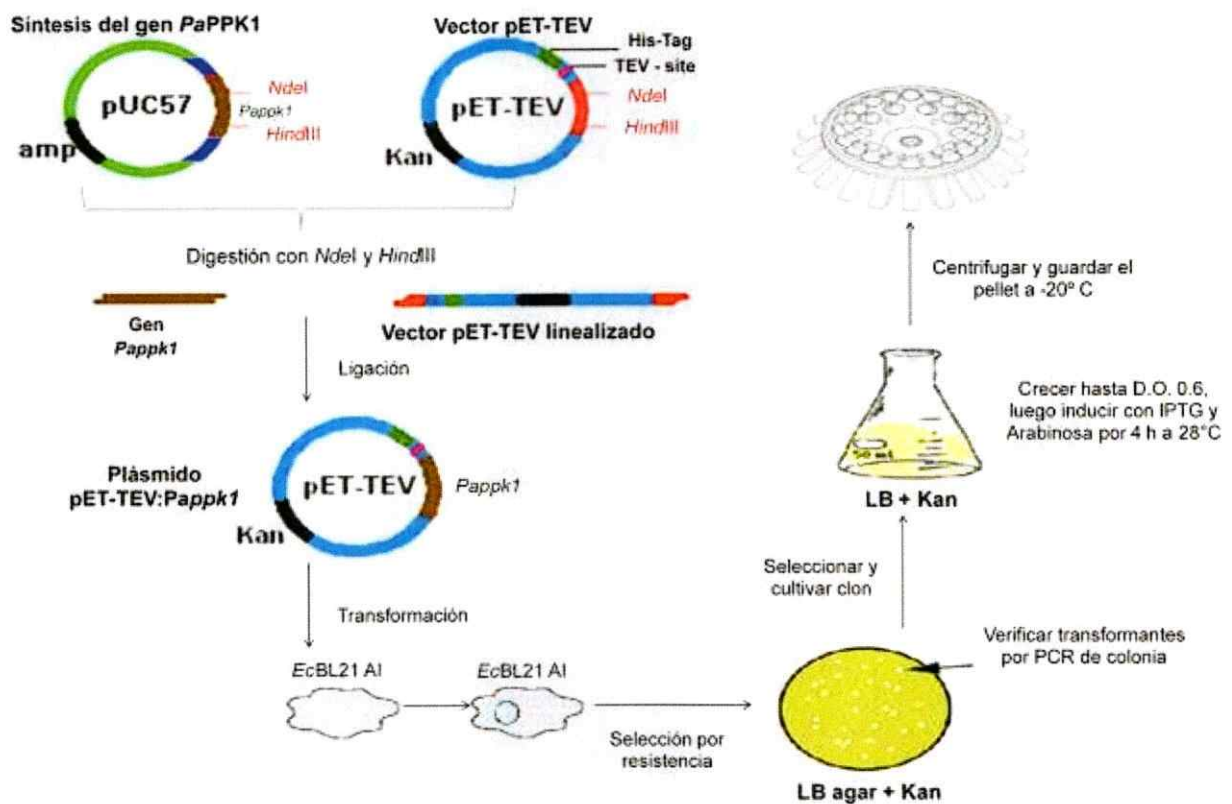 Síntesis del gen PaPPK1
pUC57
amp
NdeI
Pappk1
HindIII
Vector pET-TEV
His-Tag
TEV - site
pET-TEV
NdeI
HindIII
Kan
Digestión con NdeI y HindIII
Gen
Pappk1
Vector pET-TEV linealizado
Ligación
Plásmido
pET-TEV:Pappk1
pET-TEV
Pappk1
Kan
Transformación
EcBL21 AI
EcBL21 AI
Selección por
resistencia
LB agar + Kan
Verificar transformantes
por PCR de colonia
Seleccionar y
cultivar clon
LB + Kan
50 ml
Crecer hasta D.O. 0.6,
luego inducir con IPTG y
Arabinosa por 4 h a 28°C
Centrifugar y guardar el
pellet a -20º C